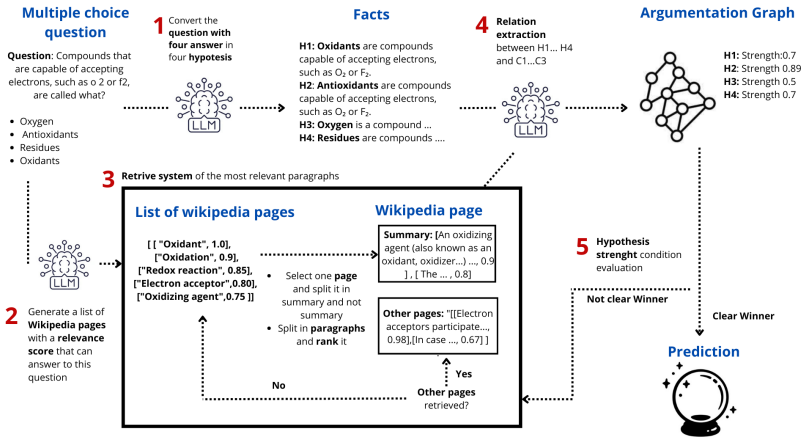 Multiple choice
question
Question: Compounds that
are capable of accepting
electrons, such as o 2 or f2,
are called what?
• Oxygen
• Antioxidants
• Residues
• Oxidants
1
Convert the
question with
four answer in
four hypotesis
LLM
Facts
H1: Oxidants are compounds
capable of accepting electrons,
such as O₂ or F₂.
H2: Antioxidants are compounds
capable of accepting electrons,
such as O₂ or F₂.
H3: Oxygen is a compound ...
H4: Residues are compounds ....
4
Relation
extraction
between H1... H4
and C1...C3
LLM
Argumentation Graph
H1: Strength:0.7
H2: Strength 0.89
H3: Strength 0.5
H4: Strength 0.7
3
Retrive system of the most relevant paragraphs
LLM
2
Generate a list of
Wikipedia pages
with a relevance
score that can
answer to this
question
List of wikipedia pages
[ [ "Oxidant", 1.0],
["Oxidation", 0.9],
["Redox reaction", 0.85],
["Electron acceptor",0.80],
["Oxidizing agent",0.75 ]]
• Select one page
and split it in
summary and not
summary
• Split in paragraphs
and rank it
Wikipedia page
Summary: [An oxidizing
agent (also known as an
oxidant, oxidizer...) ..., 0.9
] , [ The ... , 0.8]
Other pages: "[[Electron
acceptors participate...,
0.98],[In case ..., 0.67] ]
Yes
No
Other pages
retrieved?
5
Hypothesis
strenght condition
evaluation
Not clear Winner
Clear Winner
Prediction